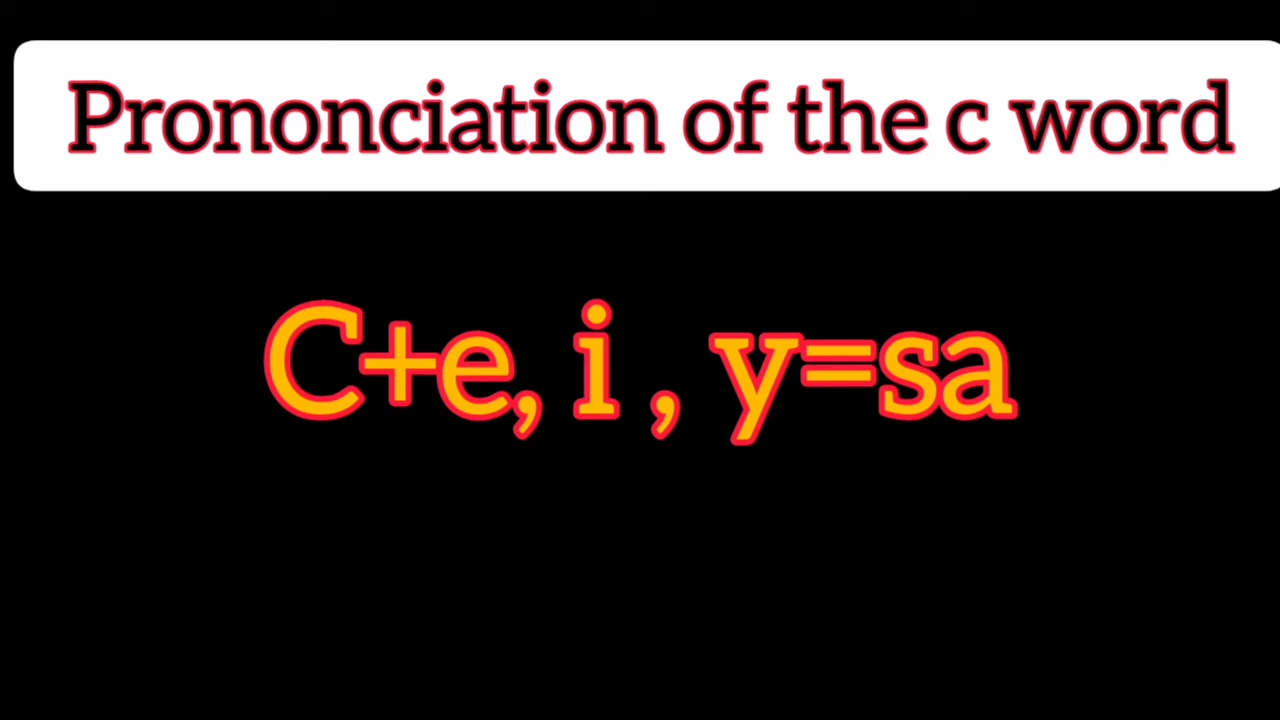 Prononciation of the c word
C+e, i , y=sa